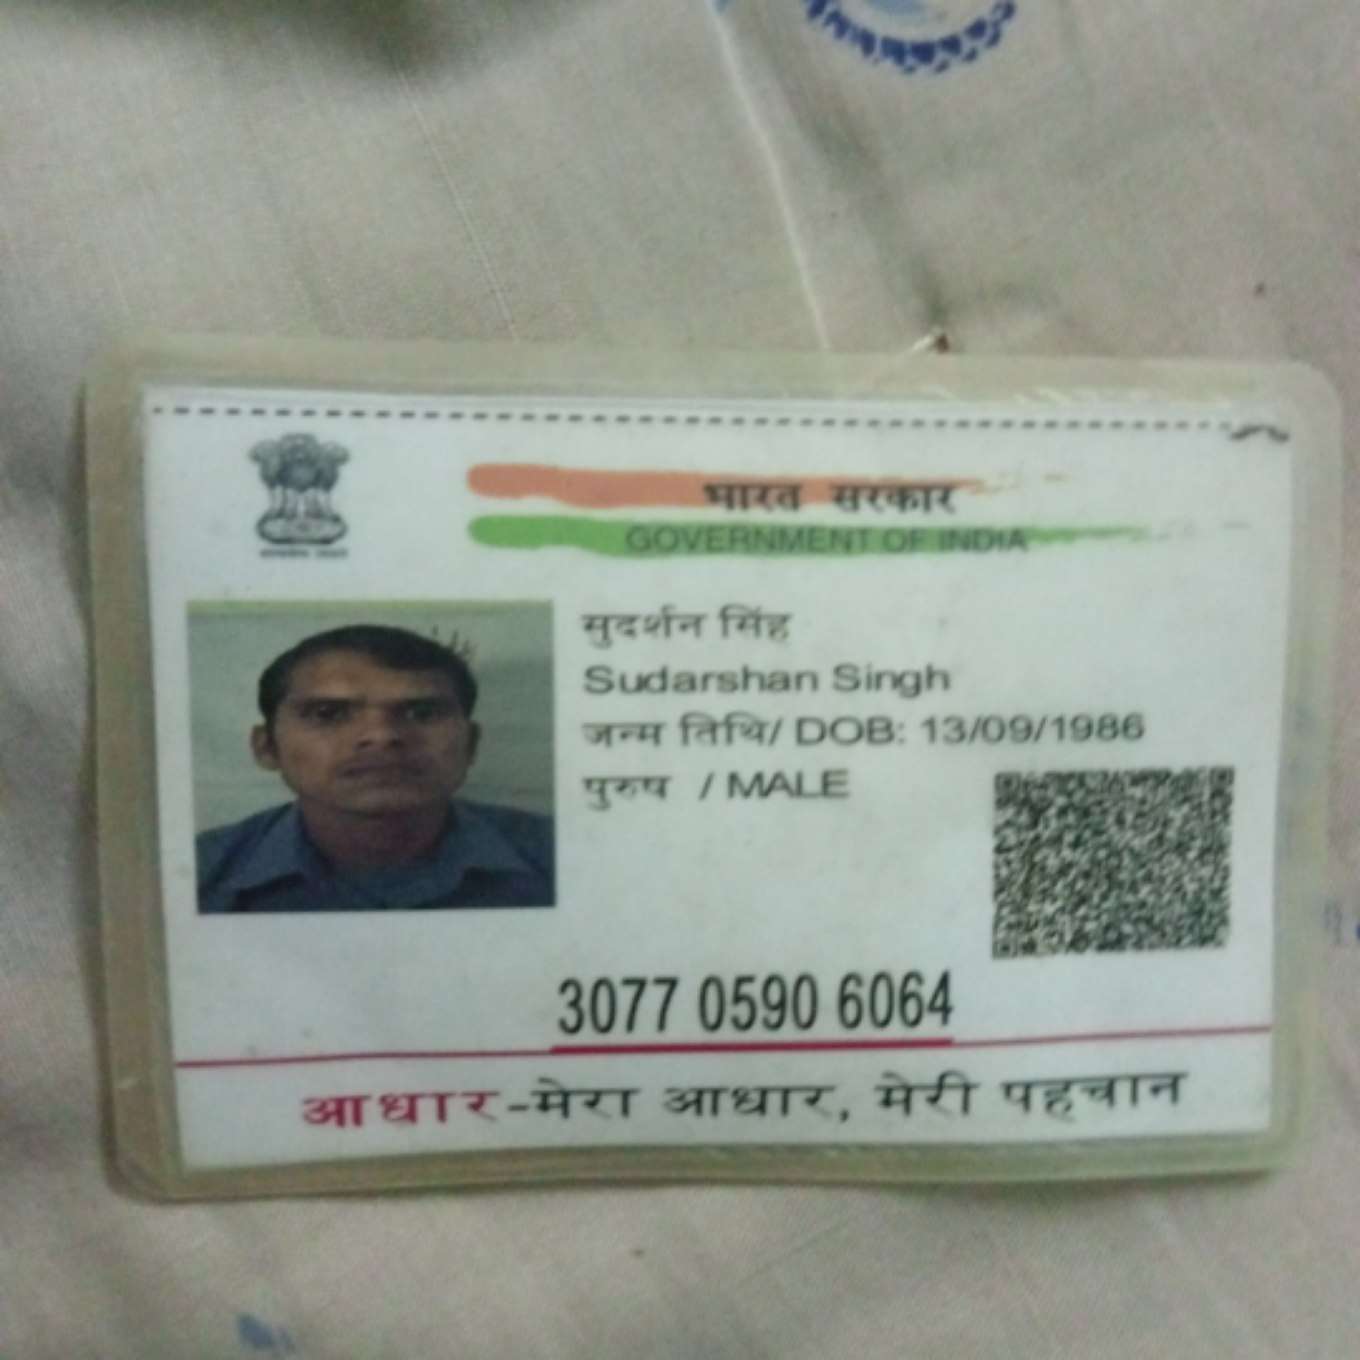 भारत सरकार
GOVERNMENT OF INDIA
सुदर्शन सिंह
Sudarshan Singh
जन्म तिथि/ DOB: 13/09/1986
पुरुष / MALE
3077 0590 6064
आधार-मेरा आधार, मेरी पहचान